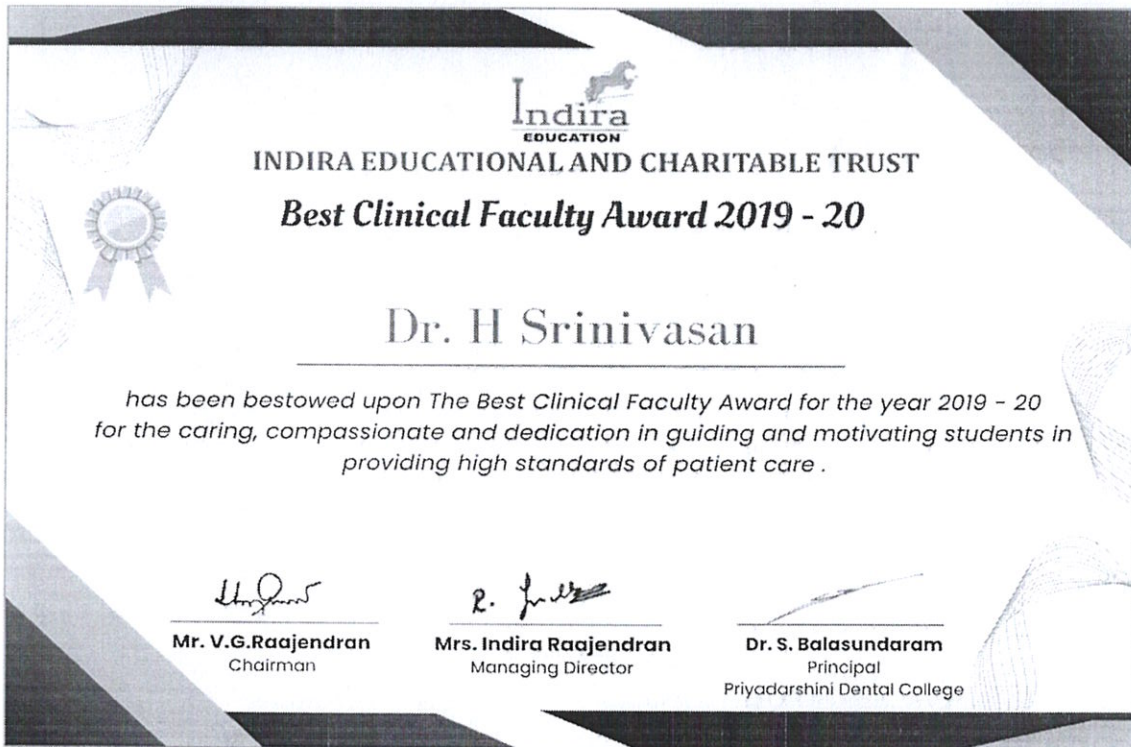 Indira
EDUCATION
INDIRA EDUCATIONAL AND CHARITABLE TRUST
Best Clinical Faculty Award 2019 - 20
Dr. H Srinivasan
has been bestowed upon The Best Clinical Faculty Award for the year 2019 - 20
for the caring, compassionate and dedication in guiding and motivating students in
providing high standards of patient care .
Mr. V.G.Raajendran
Chairman
Mrs. Indira Raajendran
Managing Director
Dr. S. Balasundaram
Principal
Priyadarshini Dental College